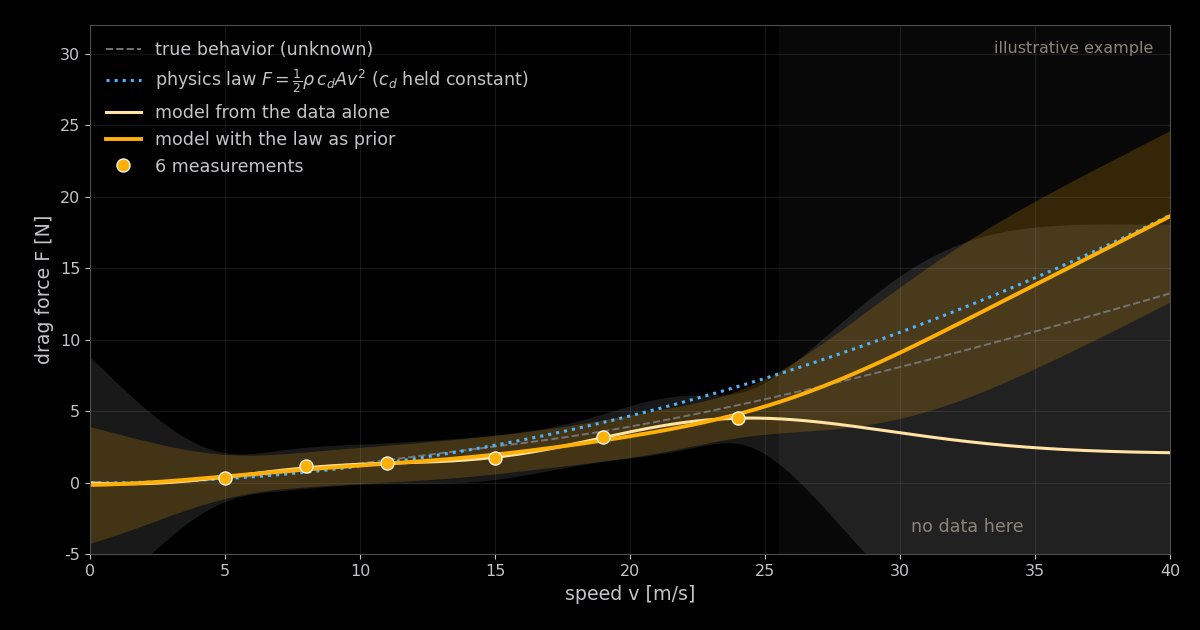 true behavior (unknown)
illustrative example
physics law F = ½ρ c_d Av² (c_d held constant)
model from the data alone
model with the law as prior
6 measurements
30
25
20
15
10
5
0
-5
drag force F [N]
no data here
0 5 10 15 20 25 30 35 40
speed v [m/s]